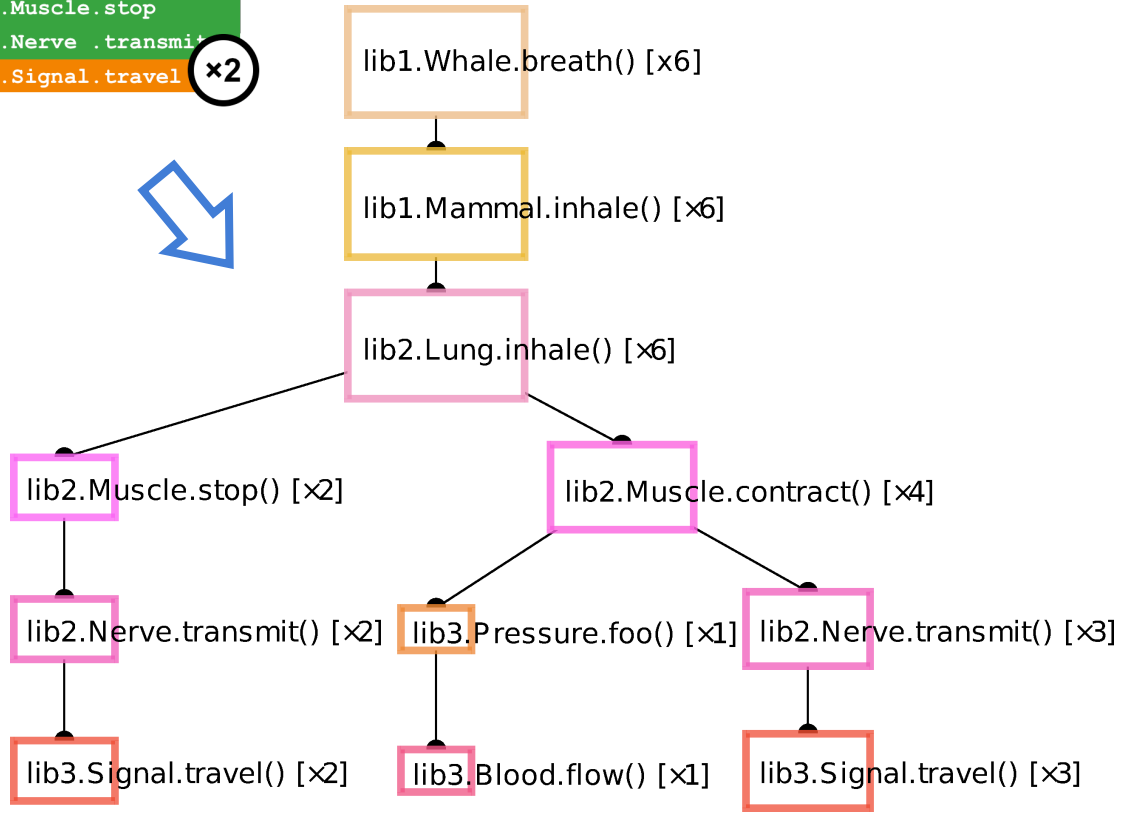 .Muscle.stop
.Nerve .transmit
.Signal.travel
×2
lib1.Whale.breath() [x6]
lib1.Mammal.inhale() [×6]
lib2.Lung.inhale() [×6]
lib2.Muscle.stop() [×2]
lib2.Muscle.contract() [×4]
lib2.Nerve.transmit() [×2]
lib3.Pressure.foo() [×1]
lib2.Nerve.transmit() [×3]
lib3.Signal.travel() [×2]
lib3.Blood.flow() [×1]
lib3.Signal.travel() [×3]